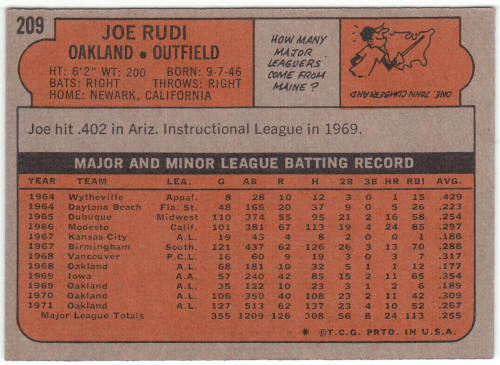 209
JOE RUDI
OAKLAND • OUTFIELD
HT: 6'2" WT: 200 BORN: 9-7-46
BATS: RIGHT THROWS: RIGHT
HOME: NEWARK, CALIFORNIA
HOW MANY
MAJOR
LEAGUERS
COME FROM
MAINE?
ONE, JOHN CUMBERLAND
Joe hit .402 in Ariz. Instructional League in 1969.
MAJOR AND MINOR LEAGUE BATTING RECORD
YEAR TEAM LEA. G AB R H 2B 3B HR RBI AVG.
1964 Wytheville Appal. 8 28 10 12 3 0 1 15 .429
1964 Daytona Beach Fla. St. 48 166 20 37 9 0 5 26 .223
1965 Dubuque Midwest 110 374 55 95 21 2 16 58 .254
1966 Modesto Calif. 101 381 67 113 19 4 24 85 .297
1967 Kansas City A.L. 19 43 4 8 2 0 0 1 .186
1967 Birmingham South. 121 437 62 126 26 3 13 70 .288
1968 Vancouver P.C.L. 16 60 9 19 3 0 3 7 .317
1968 Oakland A.L. 68 181 10 32 5 1 1 12 .177
1969 Iowa A.A. 57 240 42 85 15 2 11 65 .354
1969 Oakland A.L. 35 122 10 23 3 1 2 6 .189
1970 Oakland A.L. 106 350 40 108 23 2 11 42 .309
1971 Oakland A.L. 127 513 62 137 23 4 10 52 .267
Major League Totals 355 1209 126 308 56 8 24 113 .255
* ©T.C.G. PRTD. IN U.S.A.